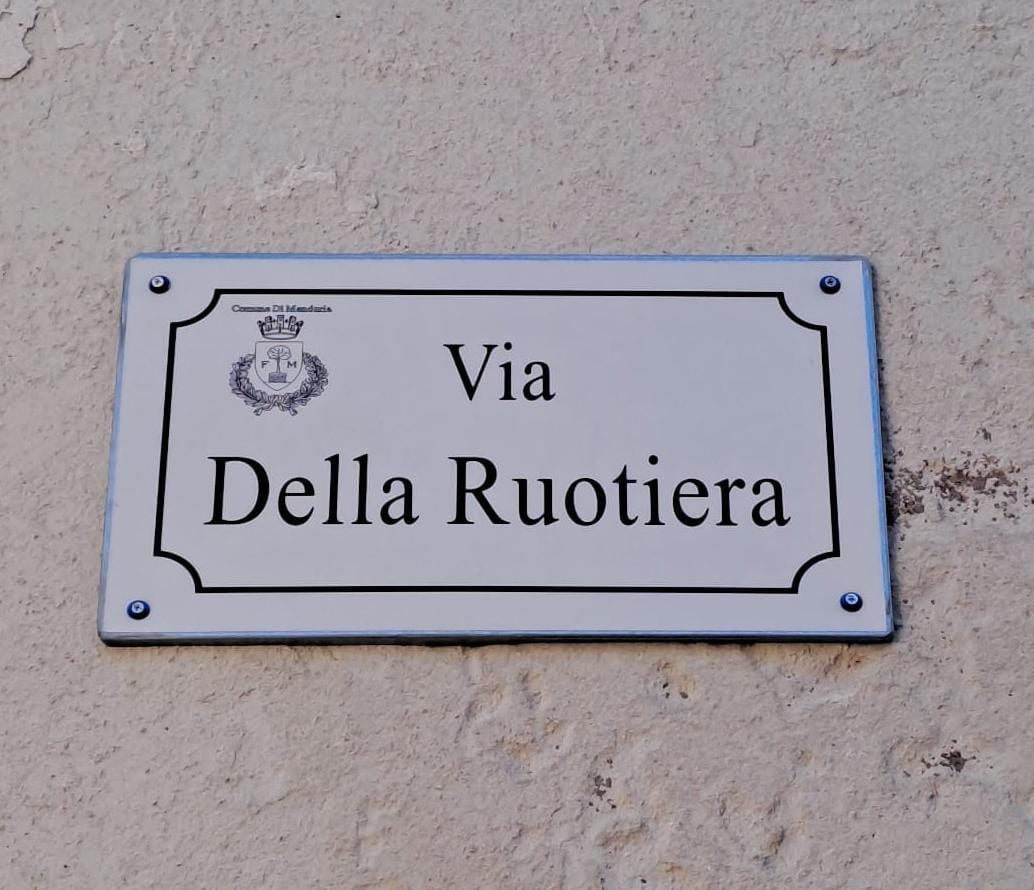 Comune Di Manduria
F M
Via
Della Ruotiera